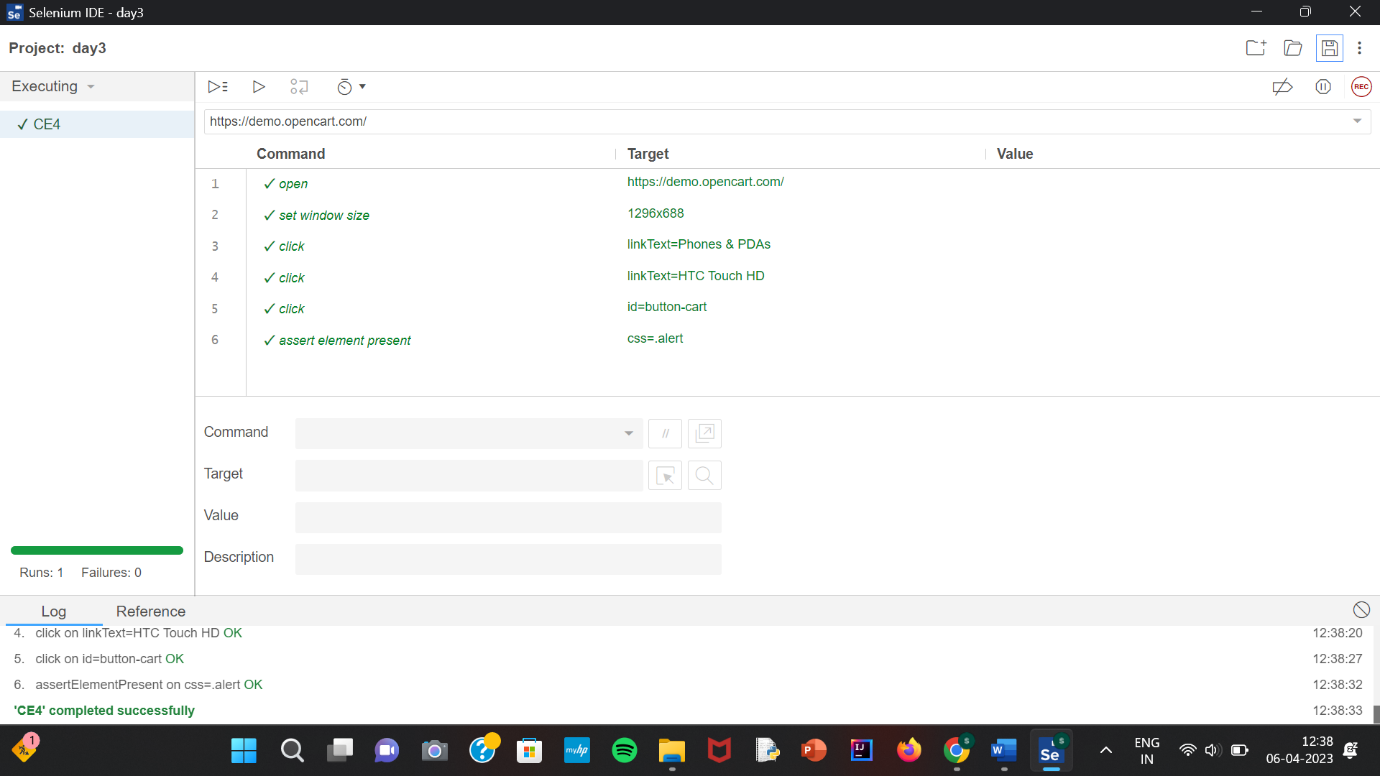 Selenium IDE - day3
Project: day3
Executing
REC
✓ CE4
https://demo.opencart.com/
Command Target Value
1 ✓ open https://demo.opencart.com/
2 ✓ set window size 1296x688
3 ✓ click linkText=Phones & PDAs
4 ✓ click linkText=HTC Touch HD
5 ✓ click id=button-cart
6 ✓ assert element present css=.alert
Command
//
Target
Value
Description
Runs: 1 Failures: 0
Log Reference
4. click on linkText=HTC Touch HD OK 12:38:20
5. click on id=button-cart OK 12:38:27
6. assertElementPresent on css=.alert OK 12:38:32
'CE4' completed successfully 12:38:33
1
myhp
P
IJ
W
Se
ENG
IN
12:38
06-04-2023